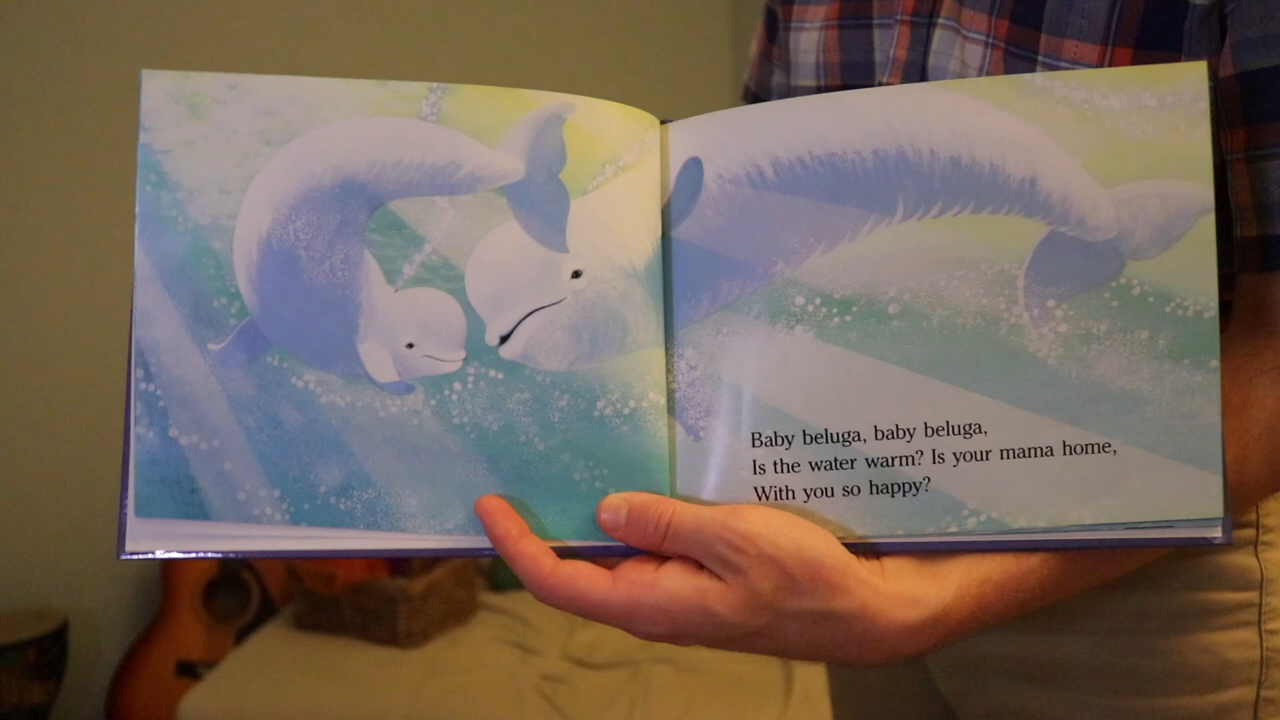 Baby beluga, baby beluga,
Is the water warm? Is your mama home,
With you so happy?